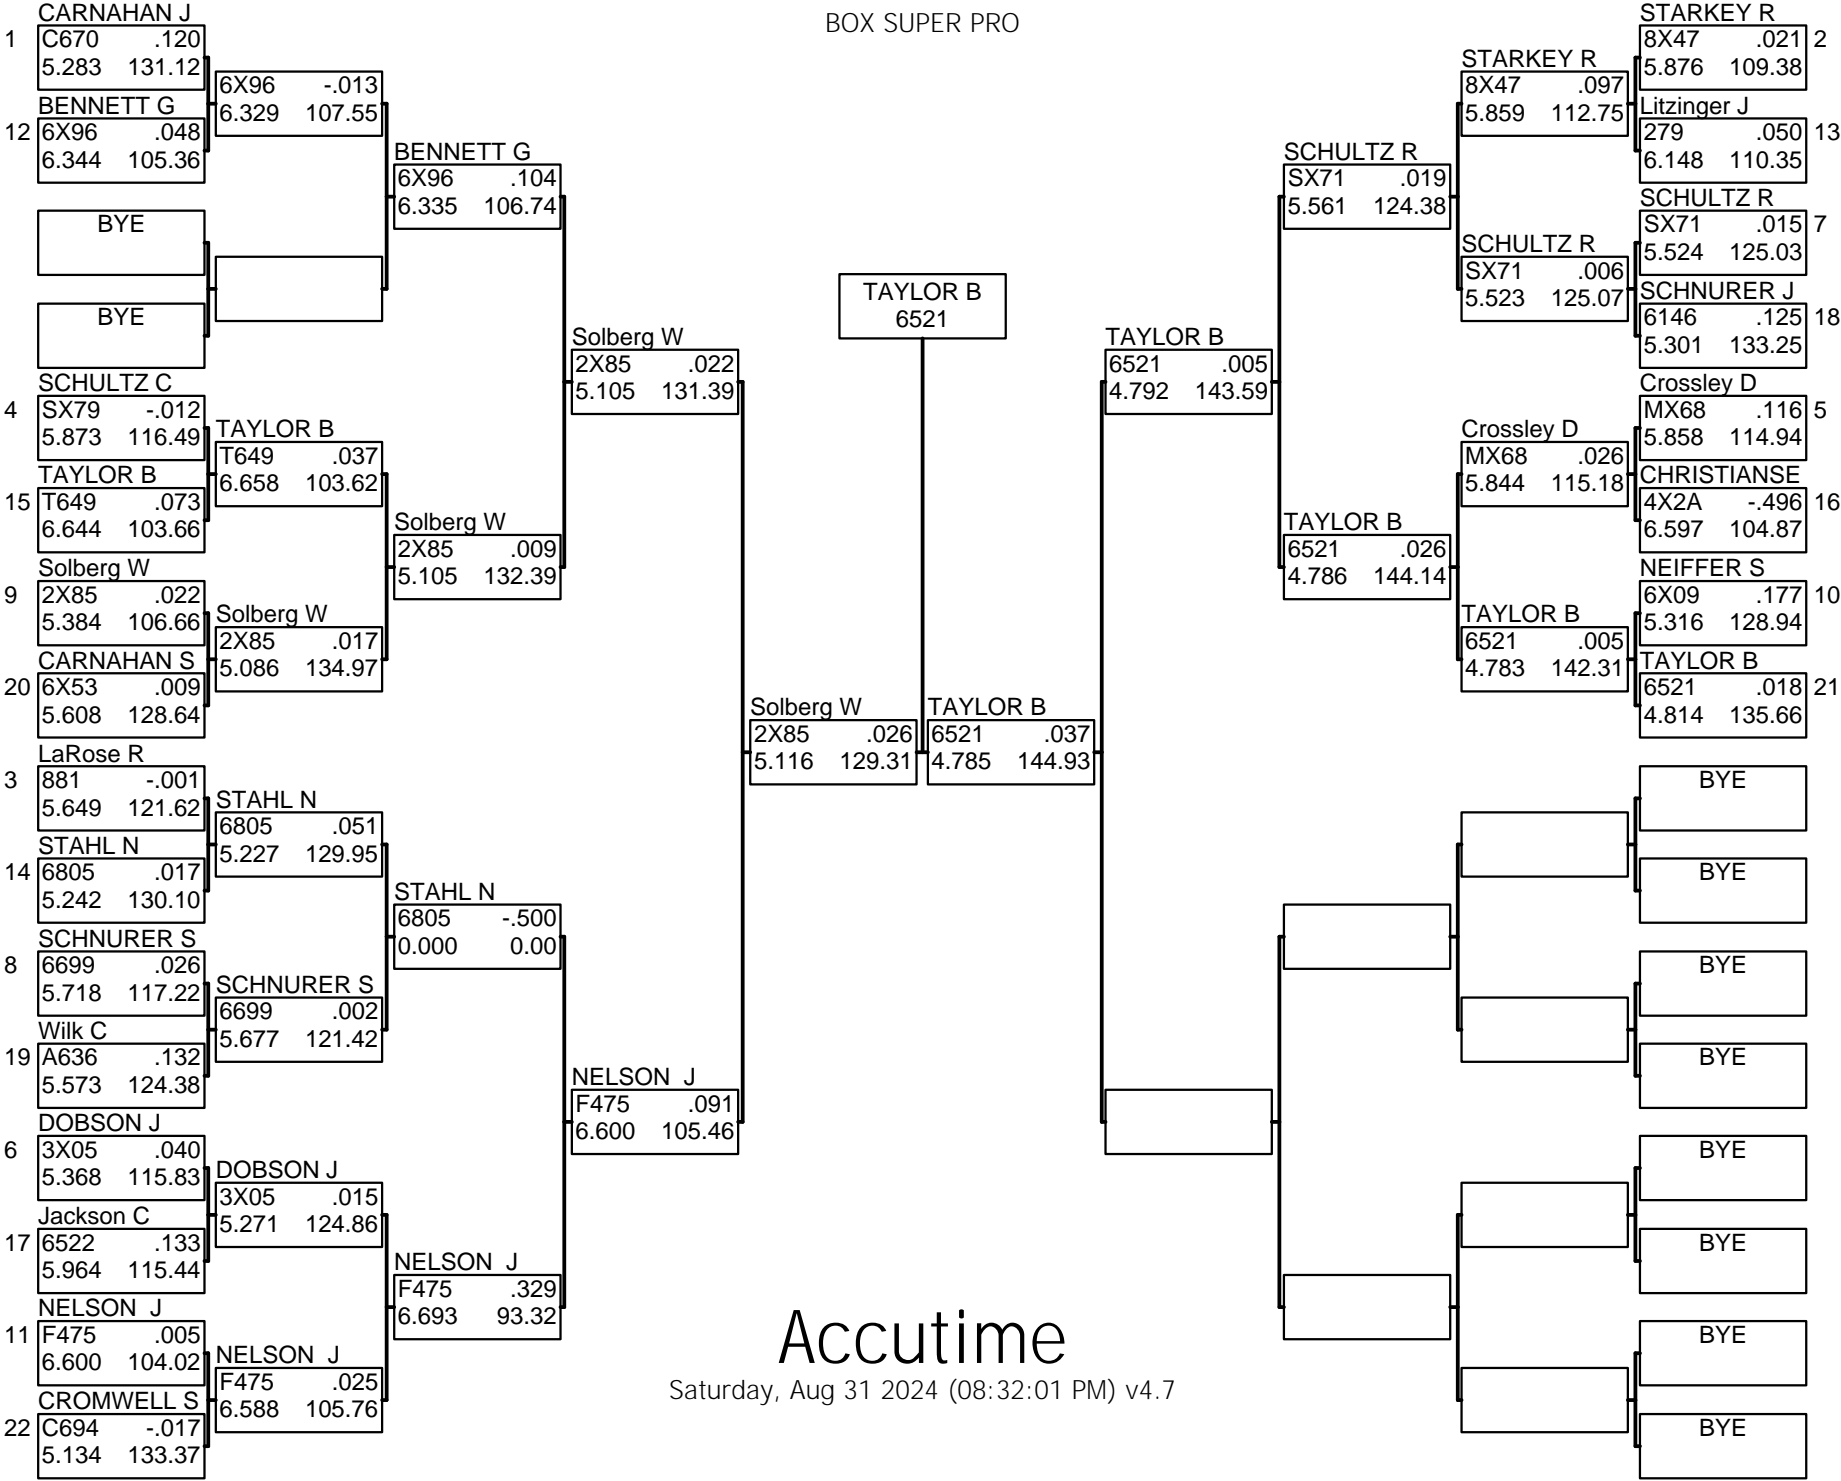 BOX SUPER PRO
CARNAHAN J
1
C670 .120
5.283 131.12
BENNETT G
12
6X96 .048
6.344 105.36
BYE
BYE
SCHULTZ C
4
SX79 -.012
5.873 116.49
TAYLOR B
15
T649 .073
6.644 103.66
Solberg W
9
2X85 .022
5.384 106.66
CARNAHAN S
20
6X53 .009
5.608 128.64
LaRose R
3
881 -.001
5.649 121.62
STAHL N
14
6805 .017
5.242 130.10
SCHNURER S
8
6699 .026
5.718 117.22
Wilk C
19
A636 .132
5.573 124.38
DOBSON J
6
3X05 .040
5.368 115.83
Jackson C
17
6522 .133
5.964 115.44
NELSON J
11
F475 .005
6.600 104.02
CROMWELL S
22
C694 -.017
5.134 133.37
6X96 -.013
6.329 107.55
TAYLOR B
T649 .037
6.658 103.62
Solberg W
2X85 .017
5.086 134.97
STAHL N
6805 .051
5.227 129.95
SCHNURER S
6699 .002
5.677 121.42
DOBSON J
3X05 .015
5.271 124.86
NELSON J
F475 .025
6.588 105.76
BENNETT G
6X96 .104
6.335 106.74
Solberg W
2X85 .009
5.105 132.39
STAHL N
6805 -.500
0.000 0.00
NELSON J
F475 .329
6.693 93.32
Solberg W
2X85 .022
5.105 131.39
NELSON J
F475 .091
6.600 105.46
Solberg W
2X85 .026
5.116 129.31
TAYLOR B
6521
TAYLOR B
6521 .037
4.785 144.93
TAYLOR B
6521 .005
4.792 143.59
SCHULTZ R
SX71 .019
5.561 124.38
TAYLOR B
6521 .026
4.786 144.14
STARKEY R
8X47 .097
5.859 112.75
SCHULTZ R
SX71 .006
5.523 125.07
Crossley D
MX68 .026
5.844 115.18
TAYLOR B
6521 .005
4.783 142.31
STARKEY R
8X47 .021
2
5.876 109.38
Litzinger J
279 .050
13
6.148 110.35
SCHULTZ R
SX71 .015
7
5.524 125.03
SCHNURER J
6146 .125
18
5.301 133.25
Crossley D
MX68 .116
5
5.858 114.94
CHRISTIANSE
4X2A -.496
16
6.597 104.87
NEIFFER S
6X09 .177
10
5.316 128.94
TAYLOR B
6521 .018
21
4.814 135.66
BYE
BYE
BYE
BYE
BYE
BYE
BYE
BYE
Accutime
Saturday, Aug 31 2024 (08:32:01 PM) v4.7